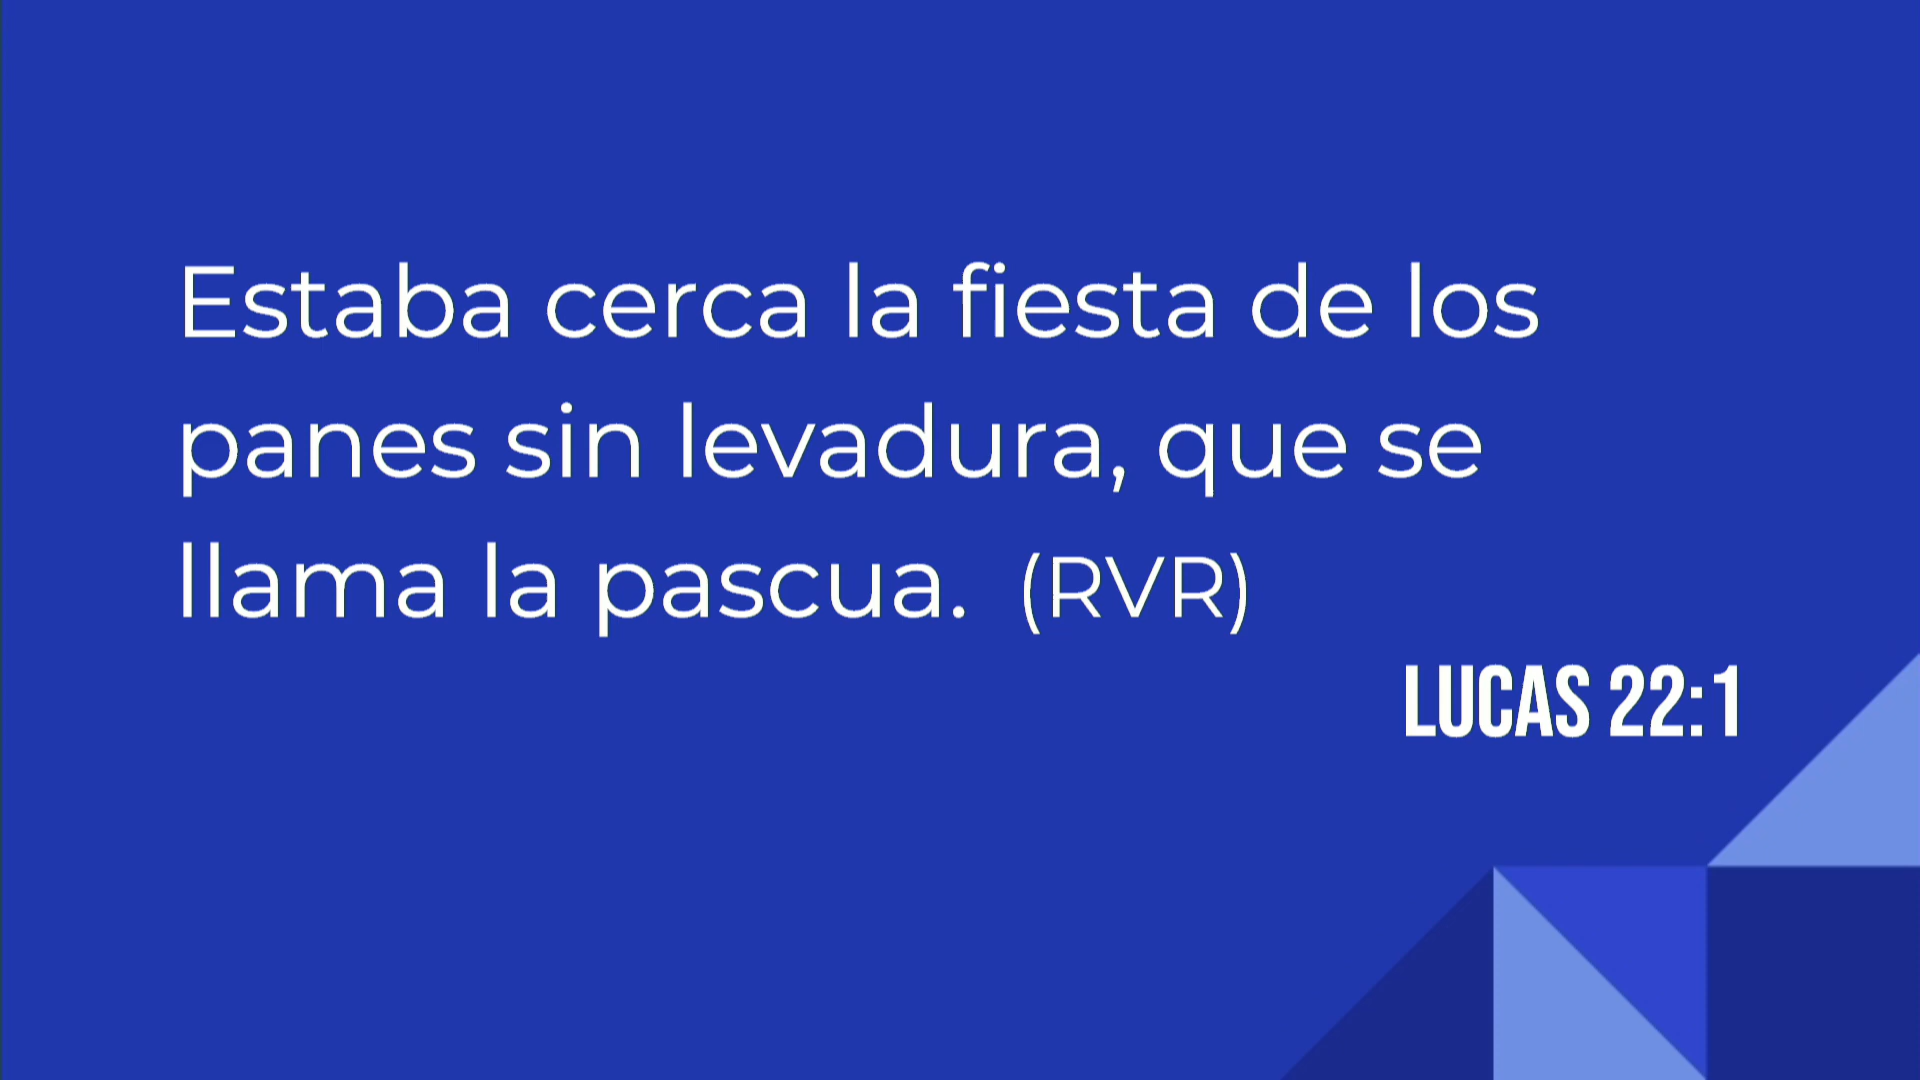 Estaba cerca la fiesta de los
panes sin levadura, que se
llama la pascua. (RVR)
LUCAS 22:1